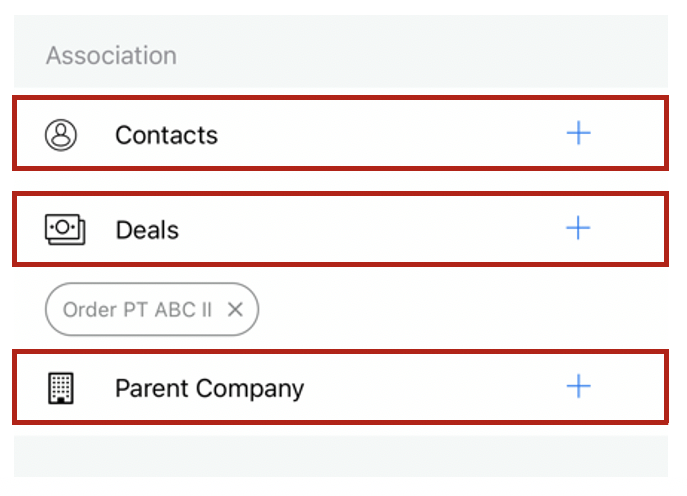 Association
Contacts
Deals
Order PT ABC II
Parent Company